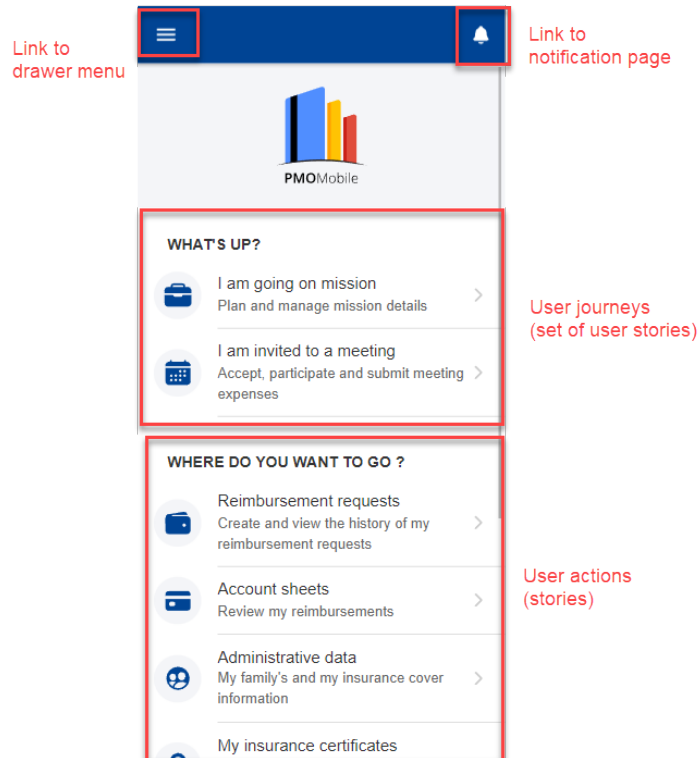 Link to
drawer menu
Link to
notification page
PMOMobile
WHAT'S UP?
I am going on mission
Plan and manage mission details
I am invited to a meeting
Accept, participate and submit meeting
expenses
User journeys
(set of user stories)
WHERE DO YOU WANT TO GO ?
Reimbursement requests
Create and view the history of my
reimbursement requests
Account sheets
Review my reimbursements
User actions
(stories)
Administrative data
My family's and my insurance cover
information
My insurance certificates